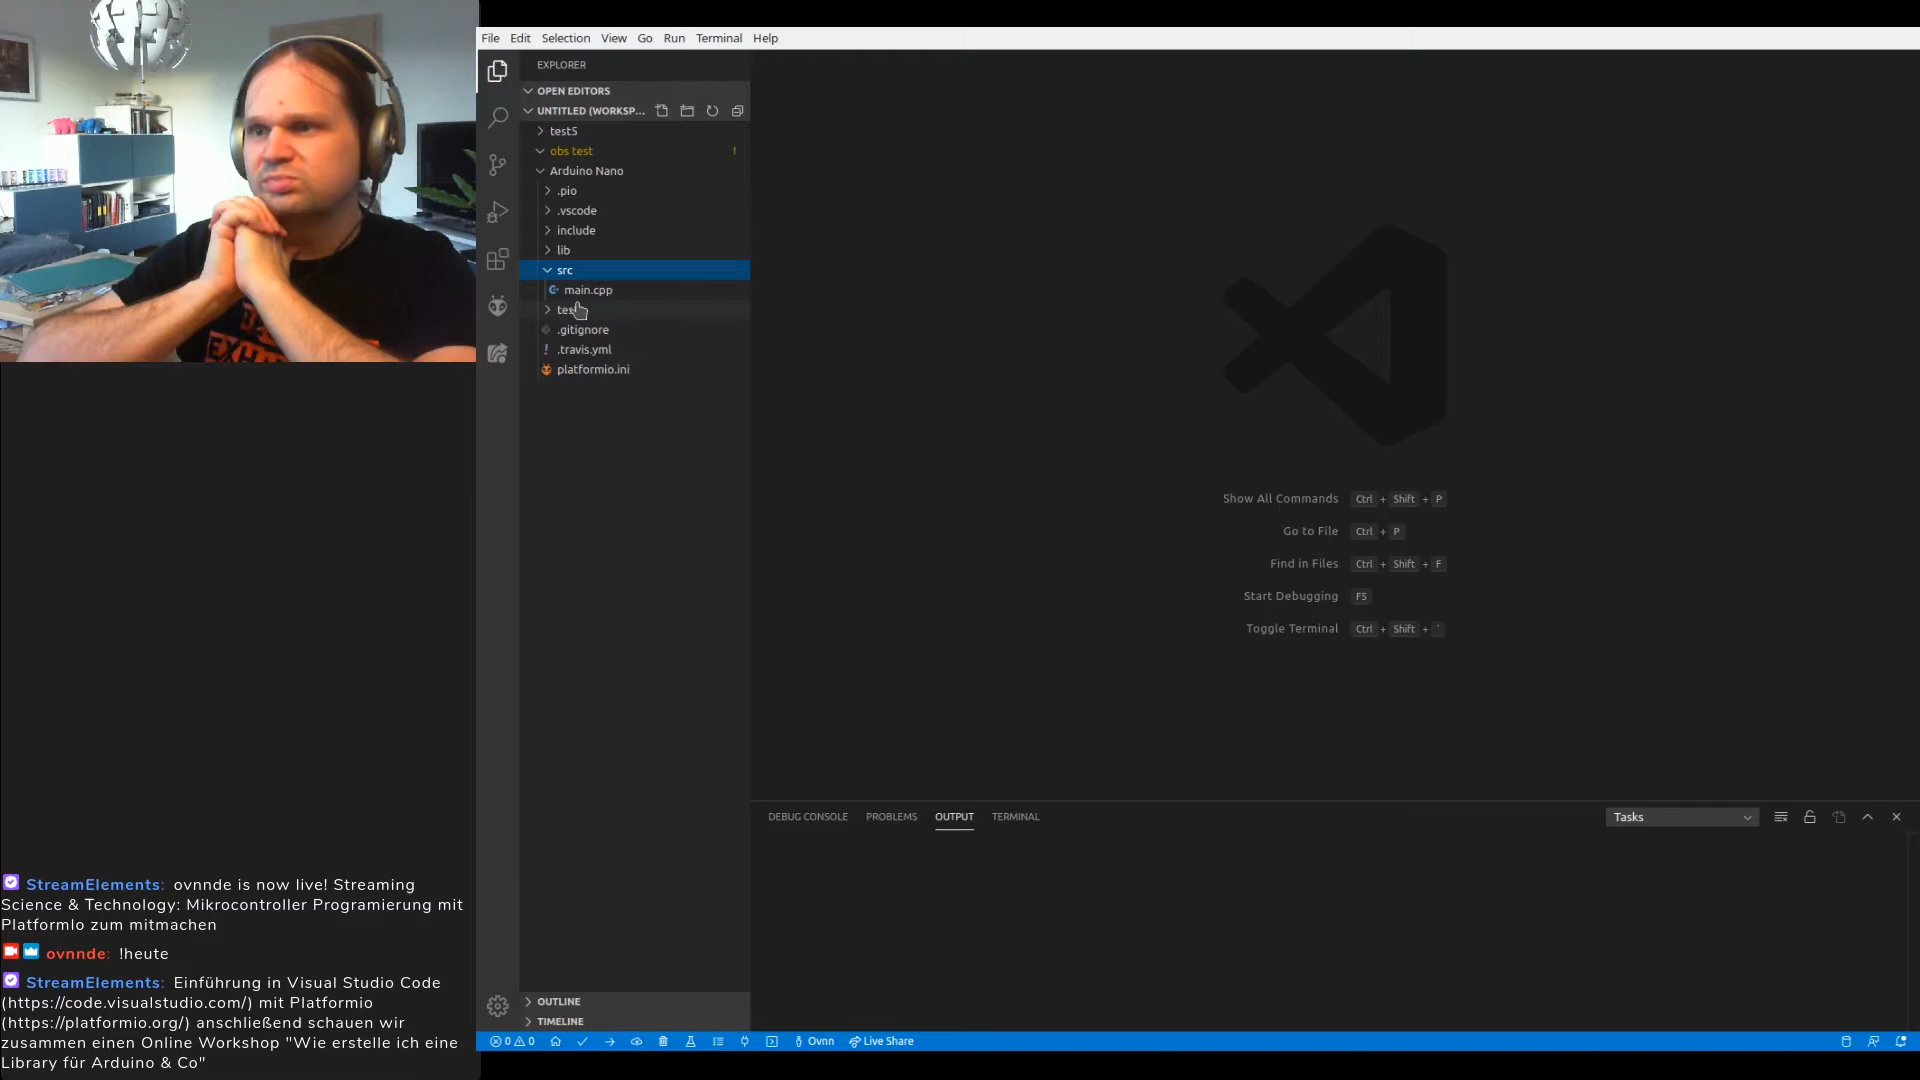 File Edit Selection View Go Run Terminal Help
EXPLORER
OPEN EDITORS
UNTITLED (WORKSP...
test5
obs test 1
Arduino Nano
.pio
.vscode
include
lib
src
main.cpp
.gitignore
.travis.yml
platformio.ini
Show All Commands Ctrl + Shift + P
Go to File Ctrl + P
Find in Files Ctrl + Shift + F
Start Debugging F5
Toggle Terminal Ctrl + Shift + `
DEBUG CONSOLE PROBLEMS OUTPUT TERMINAL
Tasks
OUTLINE
TIMELINE
0 0 Ovnn Live Share
StreamElements: ovnnde is now live! Streaming
Science & Technology: Mikrocontroller Programierung mit
PlatformIo zum mitmachen
ovnnde: !heute
StreamElements: Einführung in Visual Studio Code
(https://code.visualstudio.com/) mit Platformio
(https://platformio.org/) anschließend schauen wir
zusammen einen Online Workshop "Wie erstelle ich eine
Library für Arduino & Co"